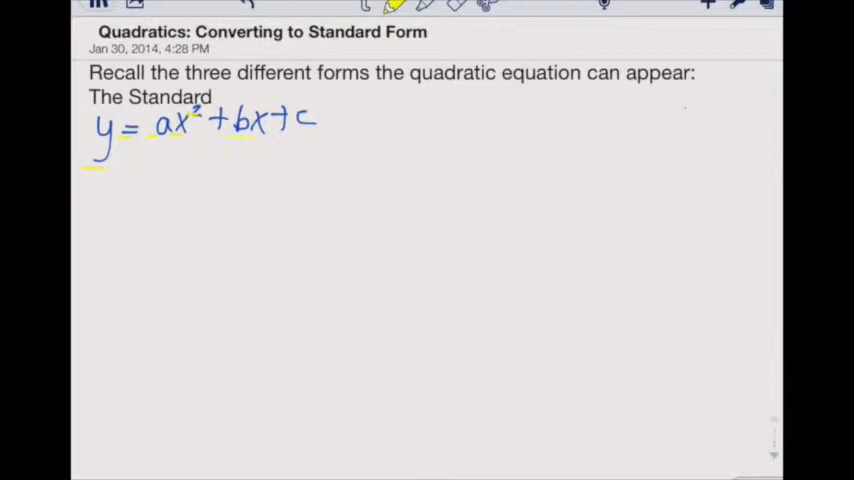 Quadratics: Converting to Standard Form
Jan 30, 2014, 4:28 PM
Recall the three different forms the quadratic equation can appear:
The Standard
y = ax² + bx + c